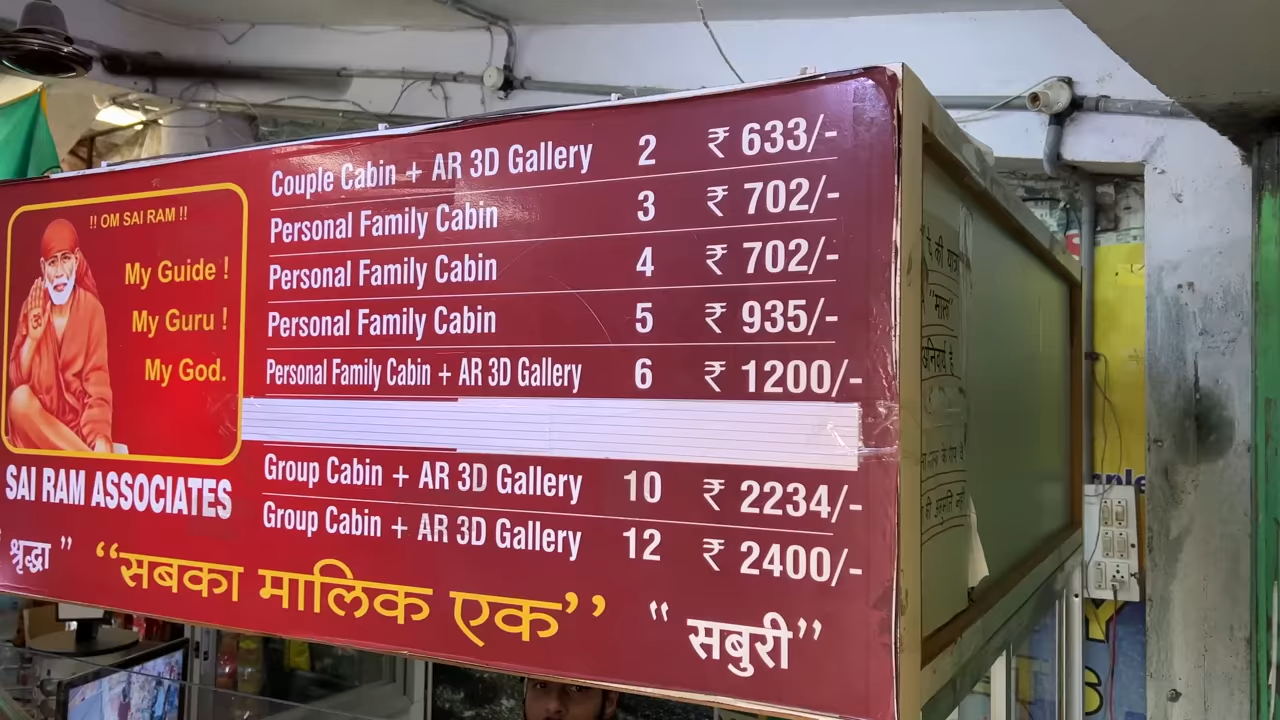 !! OM SAI RAM !!
My Guide !
My Guru !
My God.
SAI RAM ASSOCIATES
Couple Cabin + AR 3D Gallery 2 ₹ 633/-
Personal Family Cabin 3 ₹ 702/-
Personal Family Cabin 4 ₹ 702/-
Personal Family Cabin 5 ₹ 935/-
Personal Family Cabin + AR 3D Gallery 6 ₹ 1200/-
Group Cabin + AR 3D Gallery 10 ₹ 2234/-
Group Cabin + AR 3D Gallery 12 ₹ 2400/-
श्रृद्धा ” “सबका मालिक एक” “ सबुरी”
की यात्रा
अनिवार्य है